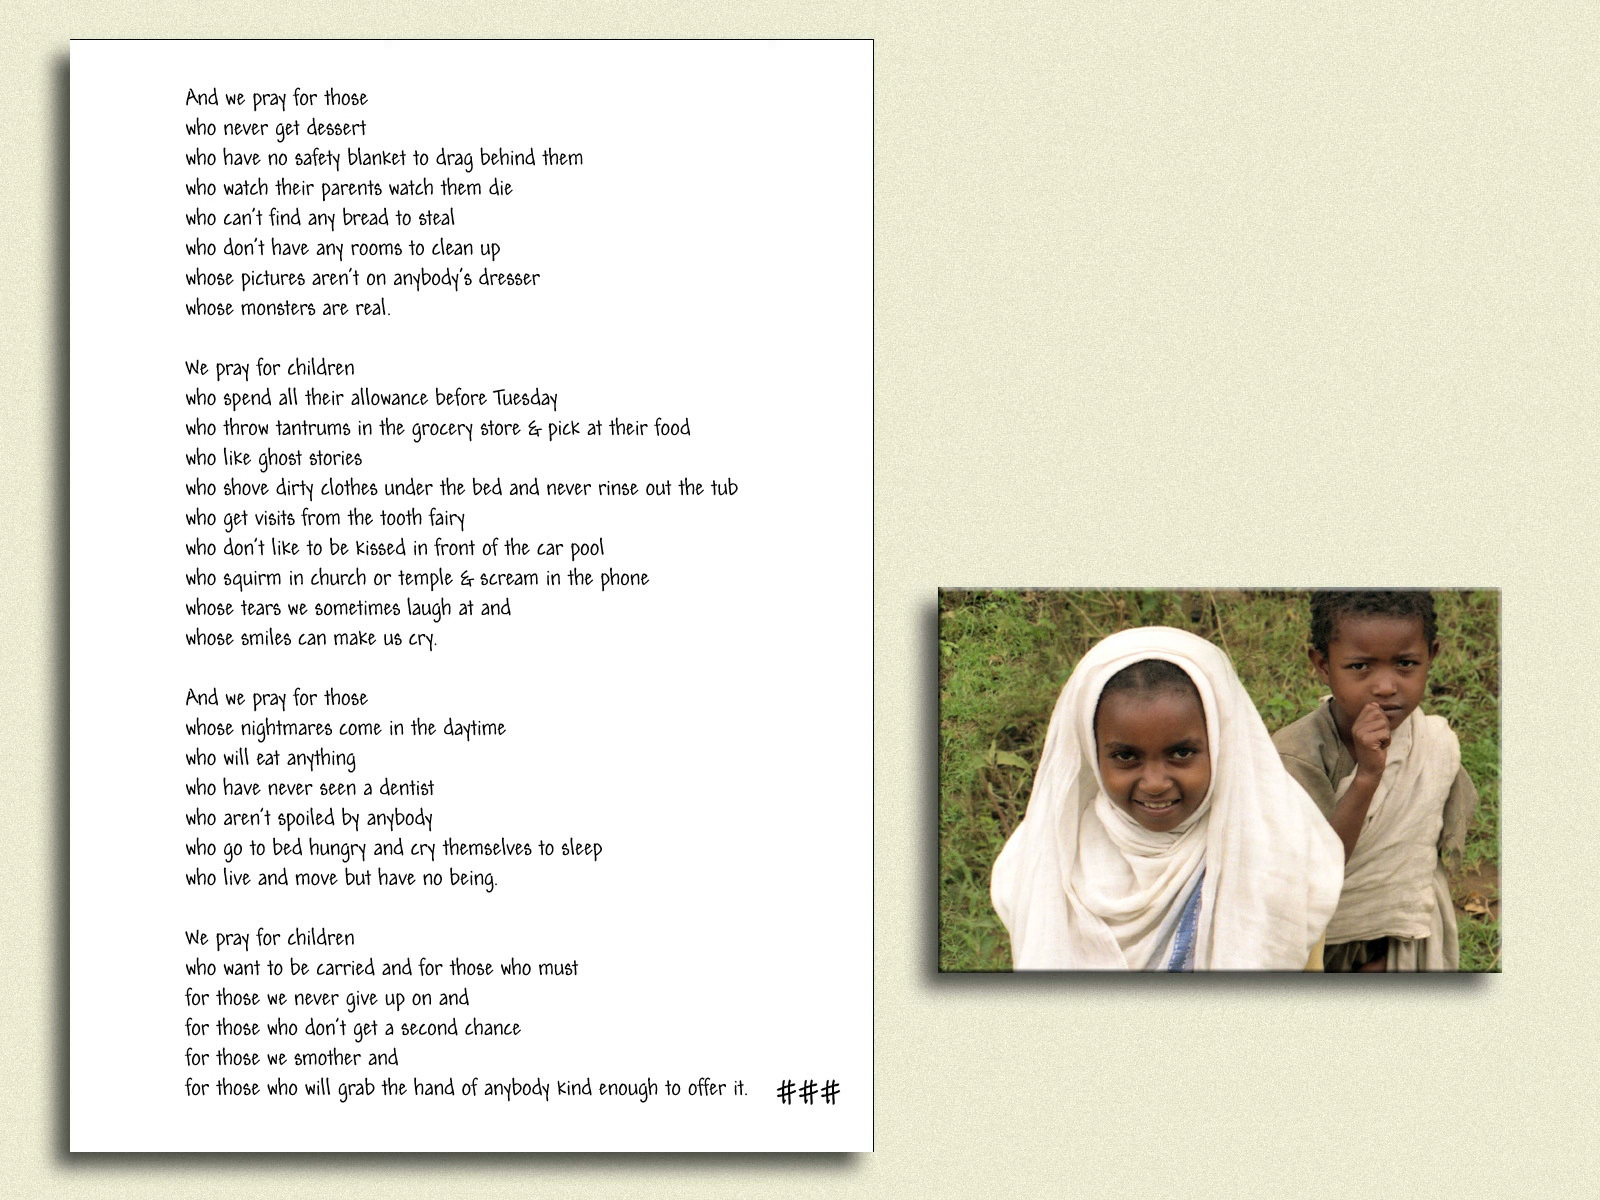 And we pray for those
who never get dessert
who have no safety blanket to drag behind them
who watch their parents watch them die
who can't find any bread to steal
who don't have any rooms to clean up
whose pictures aren't on anybody's dresser
whose monsters are real.
We pray for children
who spend all their allowance before Tuesday
who throw tantrums in the grocery store & pick at their food
who like ghost stories
who shove dirty clothes under the bed and never rinse out the tub
who get visits from the tooth fairy
who don't like to be kissed in front of the car pool
who squirm in church or temple & scream in the phone
whose tears we sometimes laugh at and
whose smiles can make us cry.
And we pray for those
whose nightmares come in the daytime
who will eat anything
who have never seen a dentist
who aren't spoiled by anybody
who go to bed hungry and cry themselves to sleep
who live and move but have no being.
We pray for children
who want to be carried and for those who must
for those we never give up on and
for those who don't get a second chance
for those we smother and
for those who will grab the hand of anybody kind enough to offer it. ###